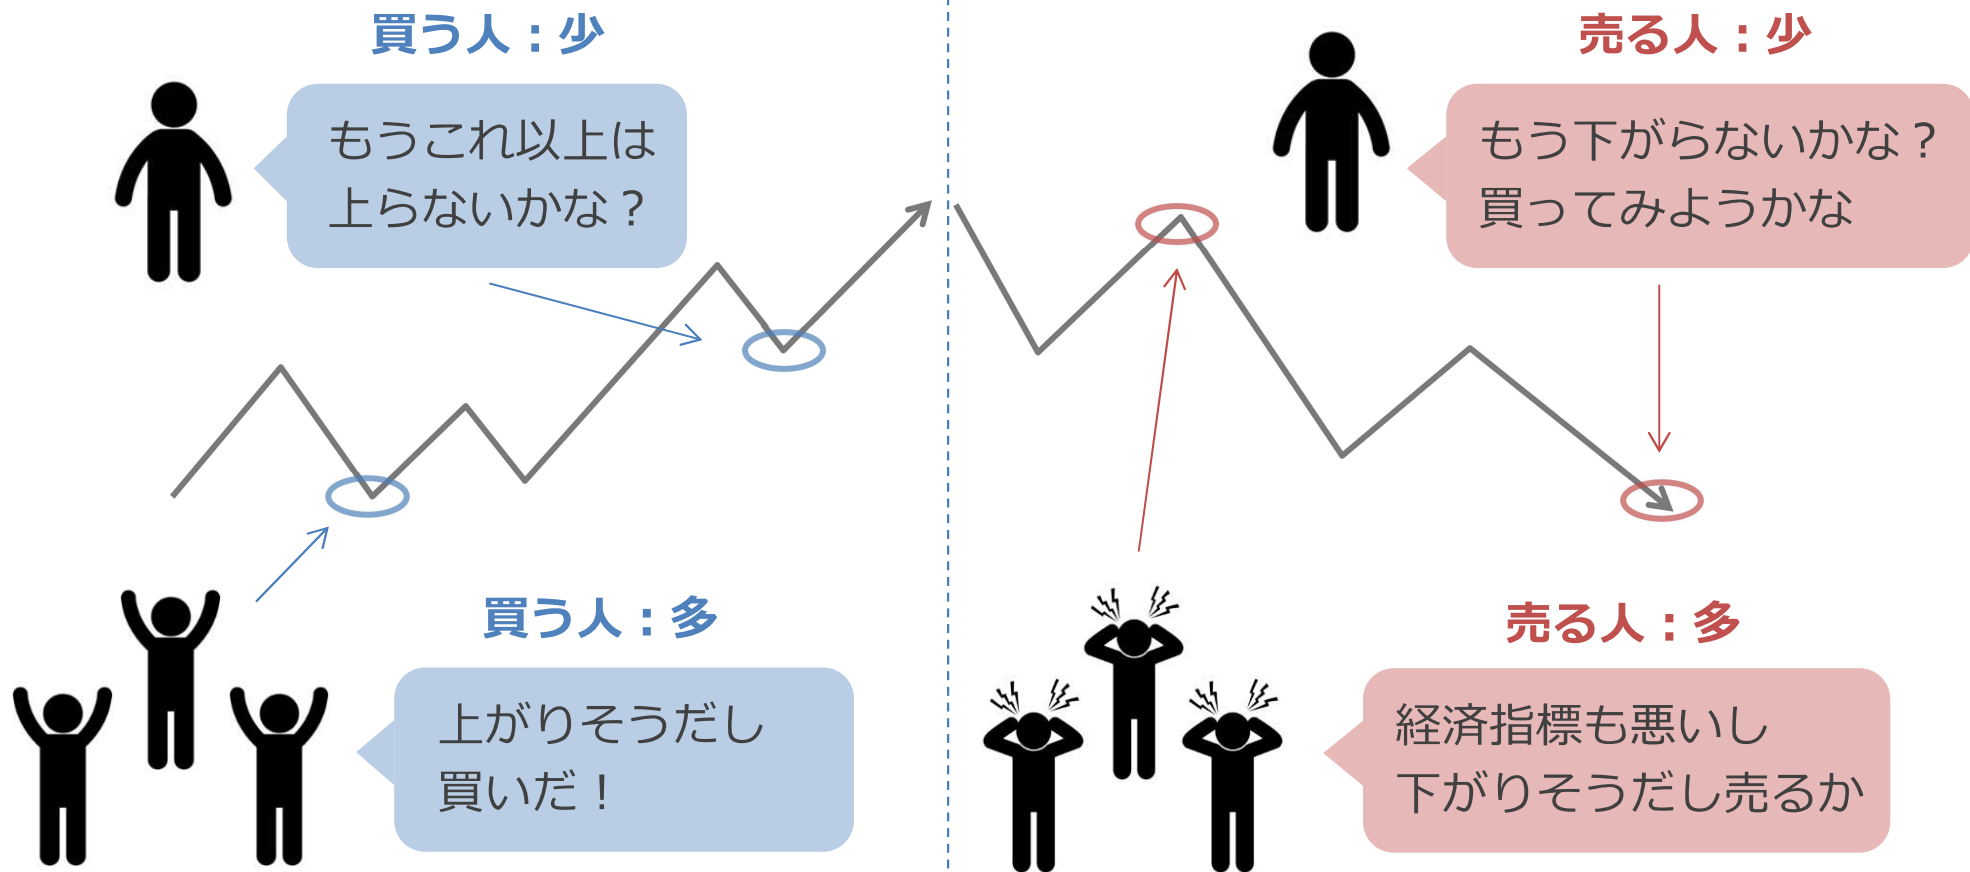 買う人：少
もうこれ以上は
上らないかな？
買う人：多
上がりそうだし
買いだ！
売る人：少
もう下がらないかな？
買ってみようかな
売る人：多
経済指標も悪いし
下がりそうだし売るか